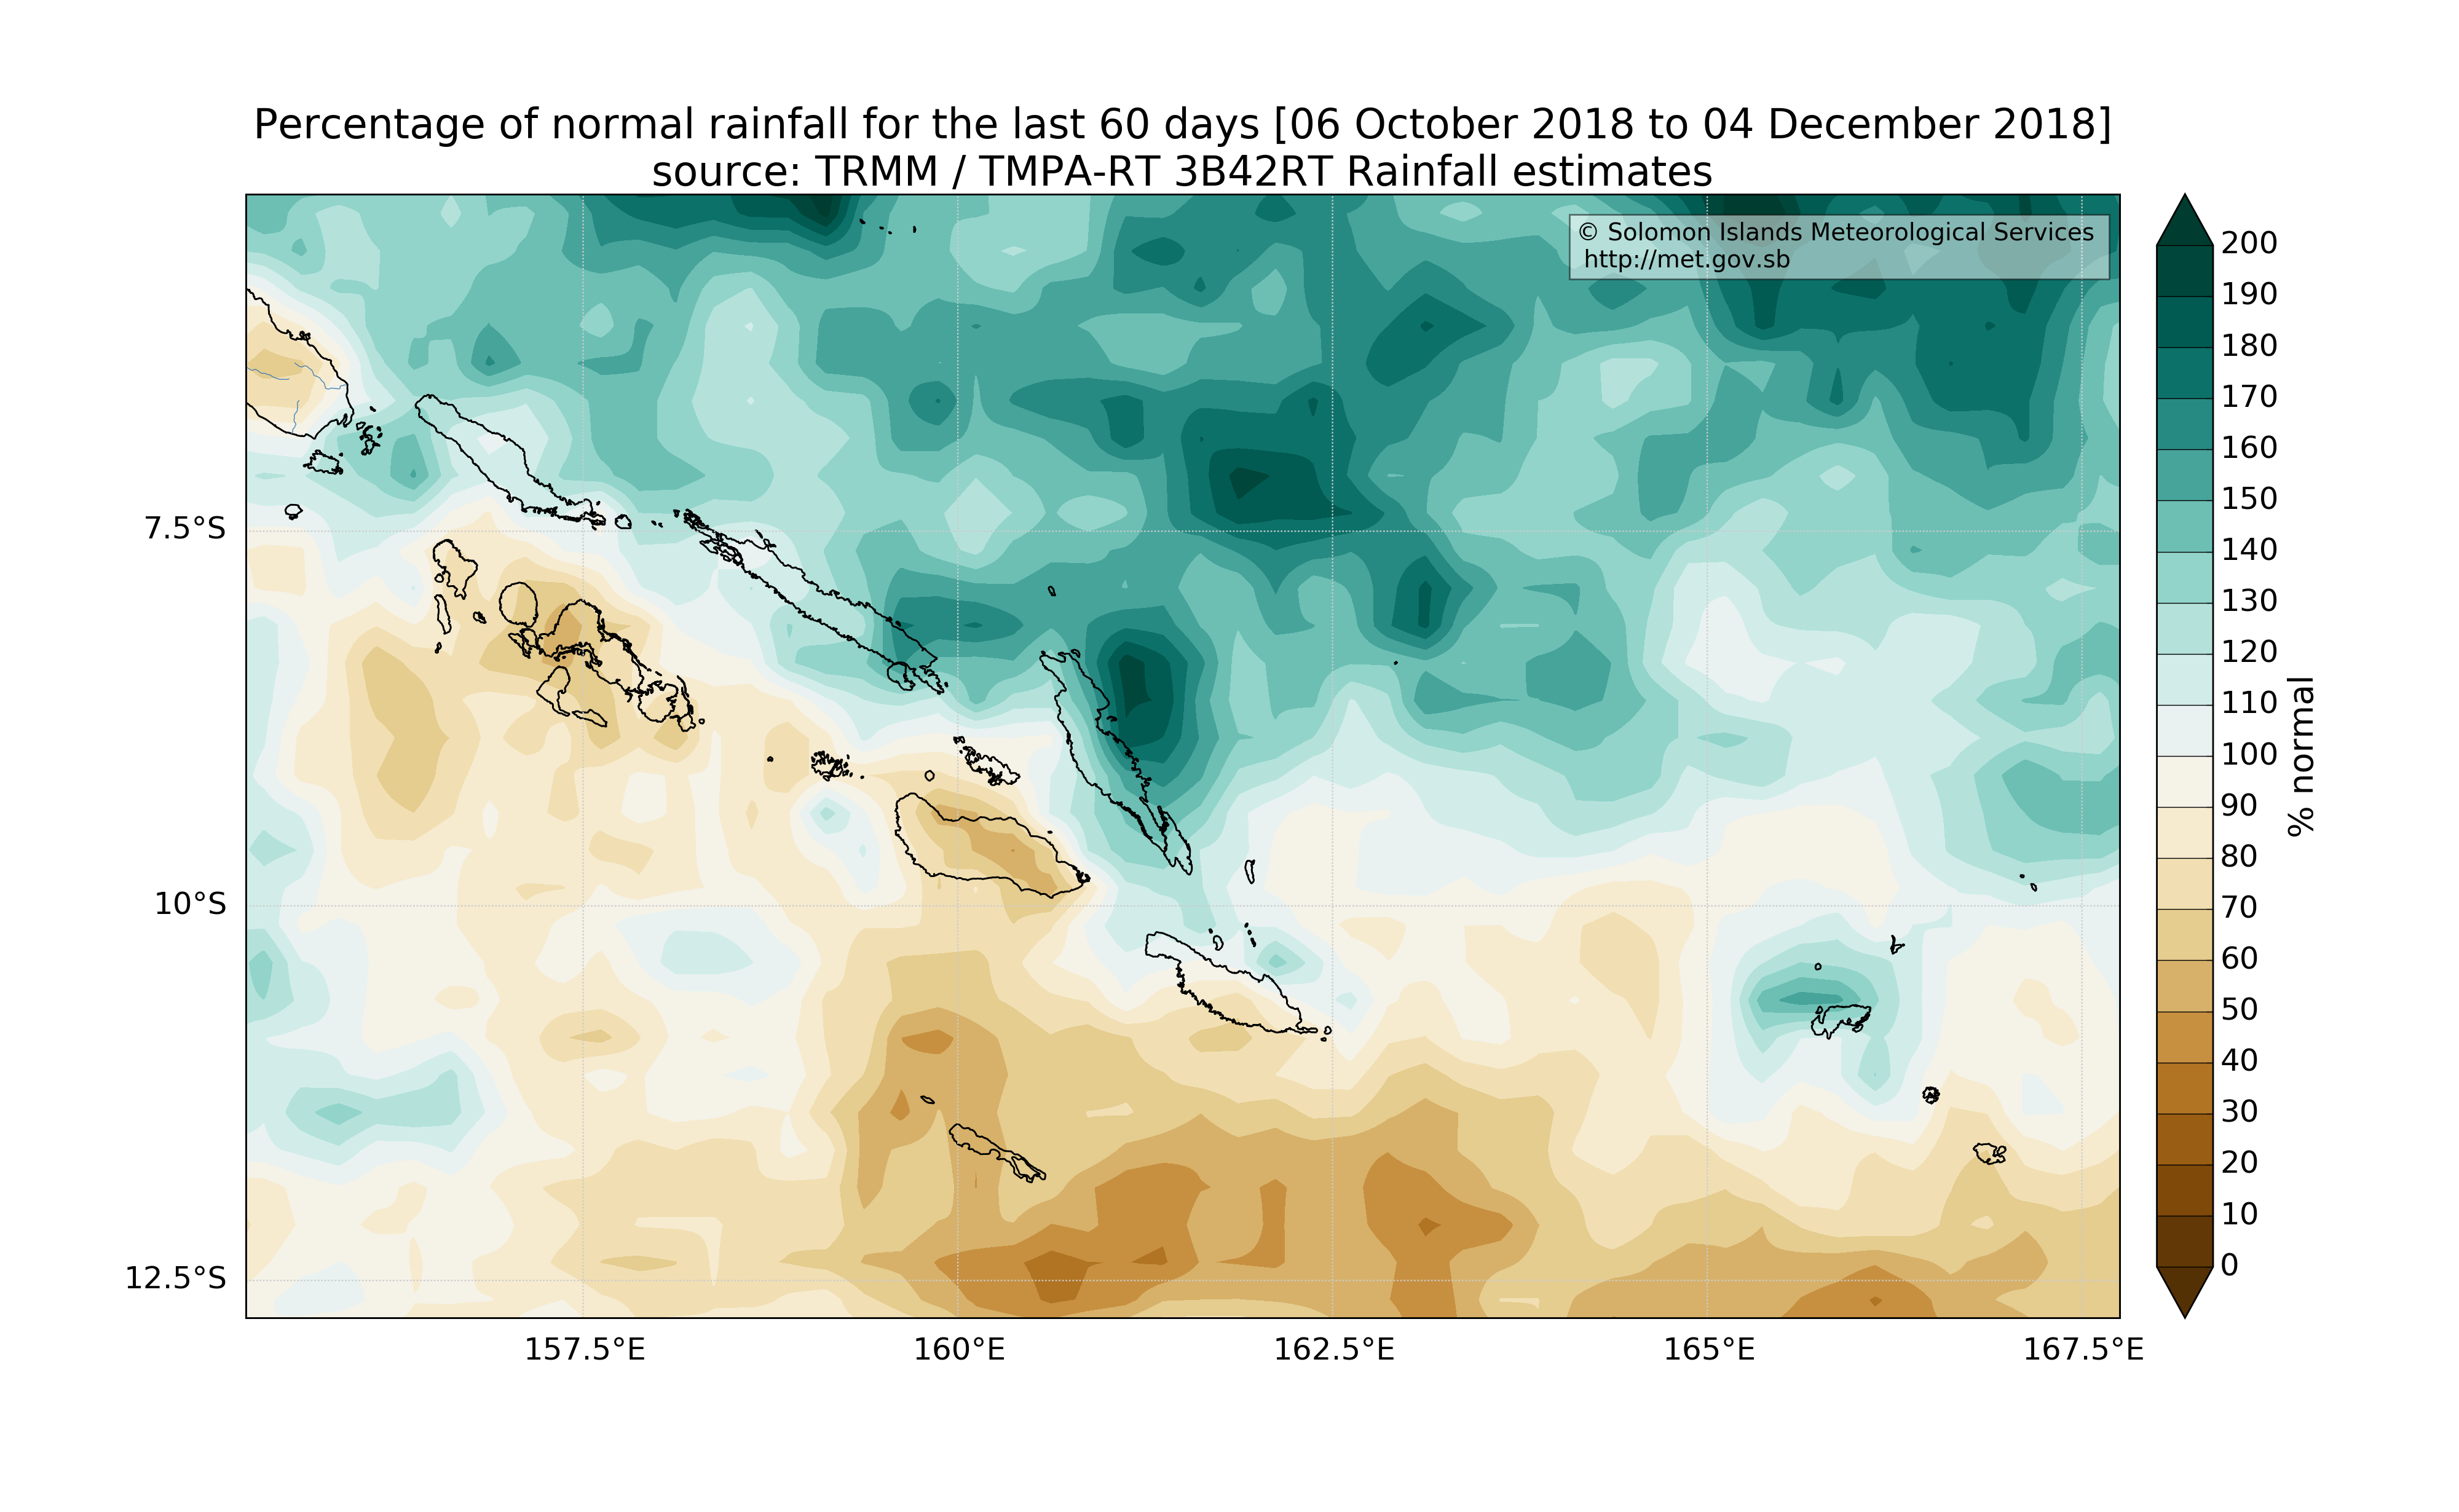 Percentage of normal rainfall for the last 60 days [06 October 2018 to 04 December 2018]
source: TRMM / TMPA-RT 3B42RT Rainfall estimates
© Solomon Islands Meteorological Services
http://met.gov.sb
7.5°S
10°S
12.5°S
157.5°E
160°E
162.5°E
165°E
167.5°E
200
190
180
170
160
150
140
130
120
110
100
90
80
70
60
50
40
30
20
10
0
% normal